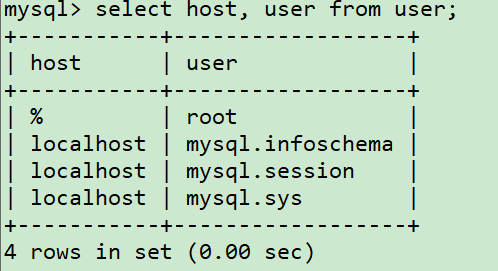 mysql> select host, user from user;
+-----------+------------------+
| host      | user             |
+-----------+------------------+
| %         | root             |
| localhost | mysql.infoschema |
| localhost | mysql.session    |
| localhost | mysql.sys        |
+-----------+------------------+
4 rows in set (0.00 sec)